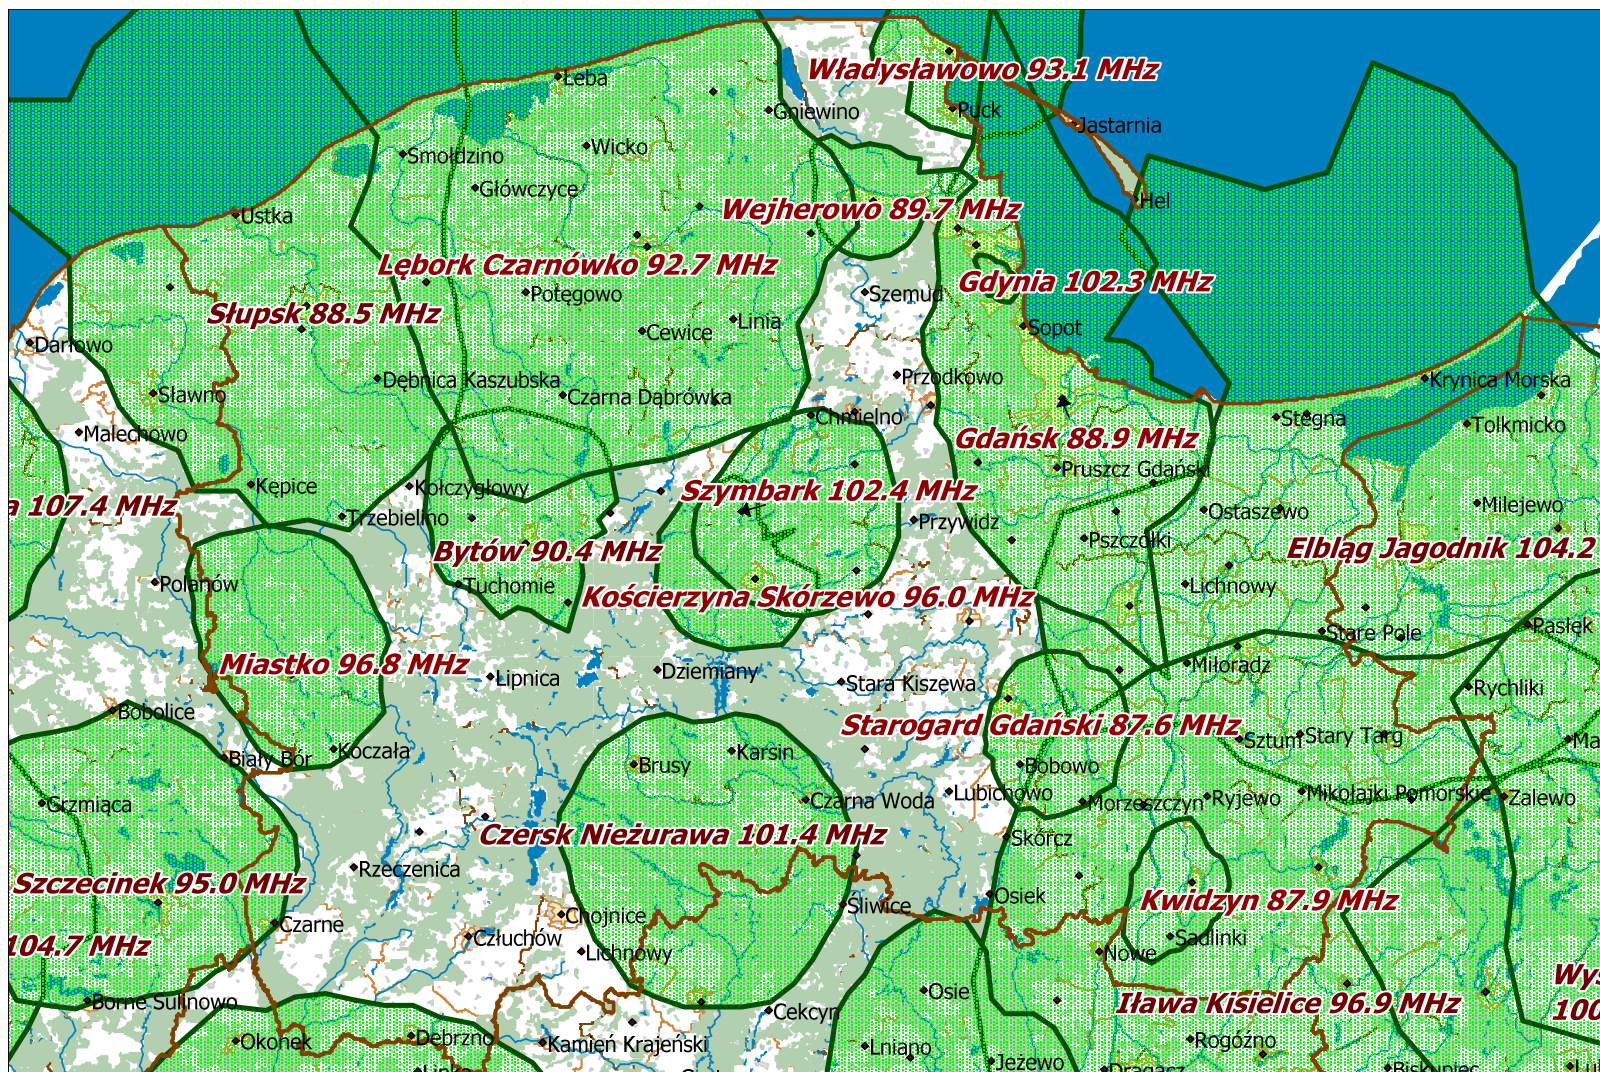 Władysławowo 93.1 MHz
Łeba
Gniewino
Puck
Jastarnia
Smołdzino
Wicko
Główczyce
Hel
Ustka
Wejherowo 89.7 MHz
Lębork Czarnówko 92.7 MHz
Gdynia 102.3 MHz
Potęgowo
Szemud
Słupsk 88.5 MHz
Cewice
Linia
Sopot
Darłowo
Dębnica Kaszubska
Przodkowo
Krynica Morska
Sławno
Czarna Dąbrówka
Chmielno
Stegna
Tolkmicko
Malechowo
Gdańsk 88.9 MHz
Pruszcz Gdański
Kępice
Kołczygłowy
Szymbark 102.4 MHz
a 107.4 MHz
Trzebielino
Przywidz
Ostaszewo
Milejewo
Pszczółki
Bytów 90.4 MHz
Elbląg Jagodnik 104.2
Polanów
Tuchomie
Lichnowy
Kościerzyna Skórzewo 96.0 MHz
Stare Pole
Pasłęk
Miastko 96.8 MHz
Lipnica
Dziemiany
Stara Kiszewa
Miłoradz
Rychliki
Bobolice
Starogard Gdański 87.6 MHz
Koczała
Biały Bór
Karsin
Sztum
Stary Targ
Ma
Brusy
Bobowo
Grzmiąca
Czarna Woda
Lubichowo
Morzeszczyn
Ryjewo
Mikołajki Pomorskie
Zalewo
Czersk Nieżurawa 101.4 MHz
Skórcz
Rzeczenica
Szczecinek 95.0 MHz
Śliwice
Osiek
Kwidzyn 87.9 MHz
Czarne
Chojnice
Człuchów
Sadlinki
104.7 MHz
Lichnowy
Nowe
Wys
100
Borne Sulinowo
Osie
Iława Kisielice 96.9 MHz
Cekcyn
Okonek
Debrzno
Kamień Krajeński
Lniano
Rogóźno
Jeżewo
Dragacz
Biskupiec